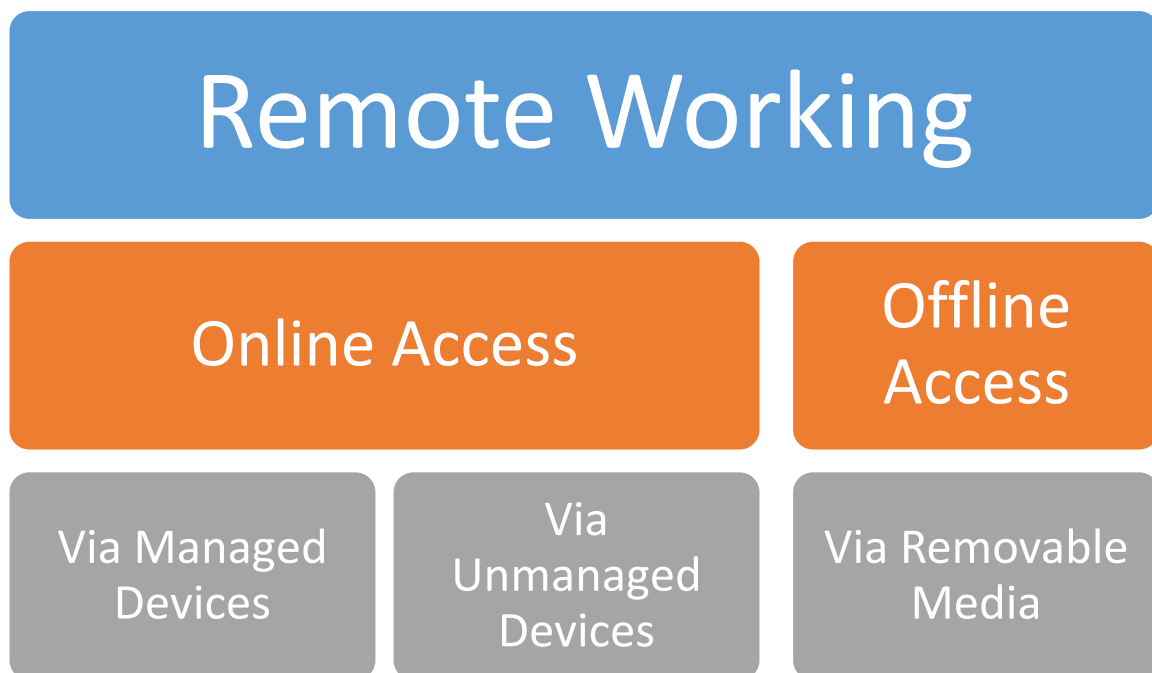 Remote Working
Online Access
Offline
Access
Via Managed
Devices
Via
Unmanaged
Devices
Via Removable
Media